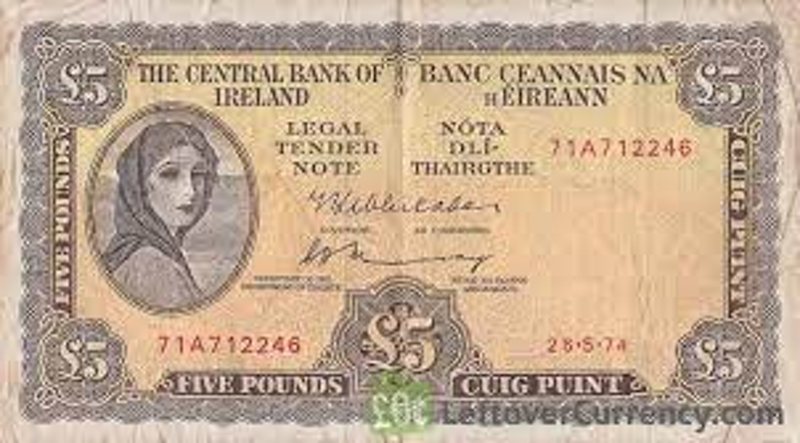 £5
THE CENTRAL BANK OF
IRELAND
BANC CEANNAIS NA
hÉIREANN
£5
LEGAL
TENDER
NOTE
NÓTA
DLÍ-
THAIRGTHE
71A712246
FIVE POUNDS
CUIG PUINT
71A712246
28·5·74
£5
£5
£5
FIVE POUNDS
CUIG PUINT
LeftoverCurrency.com